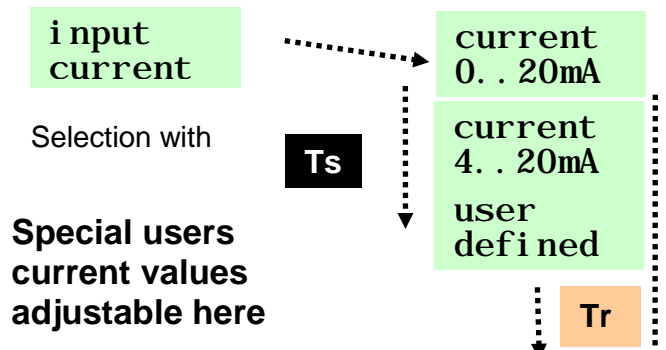 input
current
current
0..20mA
Selection with
Ts
current
4..20mA
user
defined
Special users
current values
adjustable here
Tr